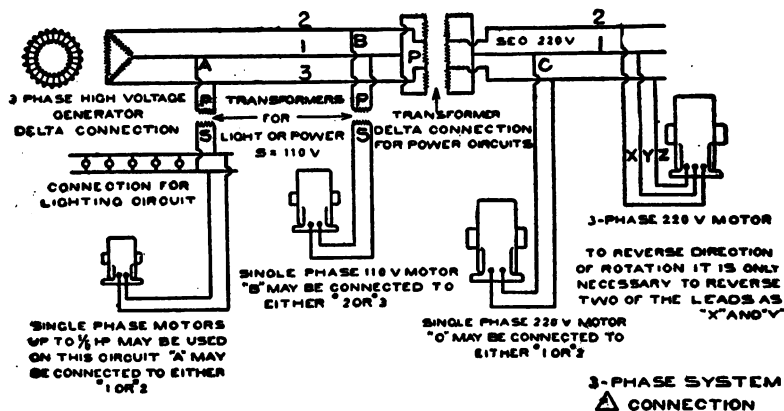 2
1
3
A
B
P
S
P
S
P
2
1
SEC 220 V
C
3 PHASE HIGH VOLTAGE
GENERATOR
DELTA CONNECTION
TRANSFORMERS
FOR
LIGHT OR POWER
S = 110 V
TRANSFORMER
DELTA CONNECTION
FOR POWER CIRCUITS
CONNECTION FOR
LIGHTING CIRCUIT
X Y Z
3-PHASE 220 V MOTOR
TO REVERSE DIRECTION
OF ROTATION IT IS ONLY
NECESSARY TO REVERSE
TWO OF THE LEADS AS
"X" AND "Y"
SINGLE PHASE 110 V MOTOR
"B" MAY BE CONNECTED TO
EITHER #2 OR #3
SINGLE PHASE MOTORS
UP TO 1/8 HP MAY BE USED
ON THIS CIRCUIT "A" MAY
BE CONNECTED TO EITHER
#1 OR #2
SINGLE PHASE 220 V MOTOR
"C" MAY BE CONNECTED TO
EITHER #1 OR #2
3-PHASE SYSTEM
△ CONNECTION